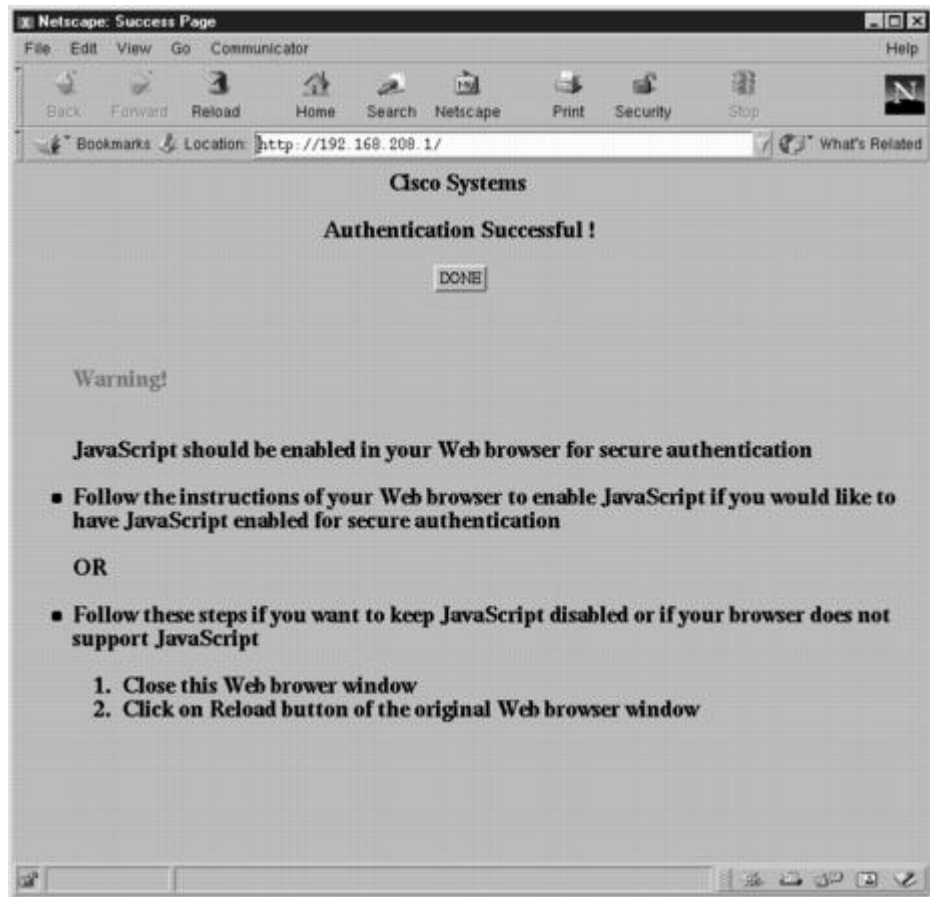 Netscape: Success Page
File Edit View Go Communicator Help
Back Forward Reload Home Search Netscape Print Security Stop
Bookmarks Location: http://192.168.208.1/ What's Related
Cisco Systems
Authentication Successful !
DONE
Warning!
JavaScript should be enabled in your Web browser for secure authentication
Follow the instructions of your Web browser to enable JavaScript if you would like to
have JavaScript enabled for secure authentication
OR
Follow these steps if you want to keep JavaScript disabled or if your browser does not
support JavaScript
1. Close this Web brower window
2. Click on Reload button of the original Web browser window